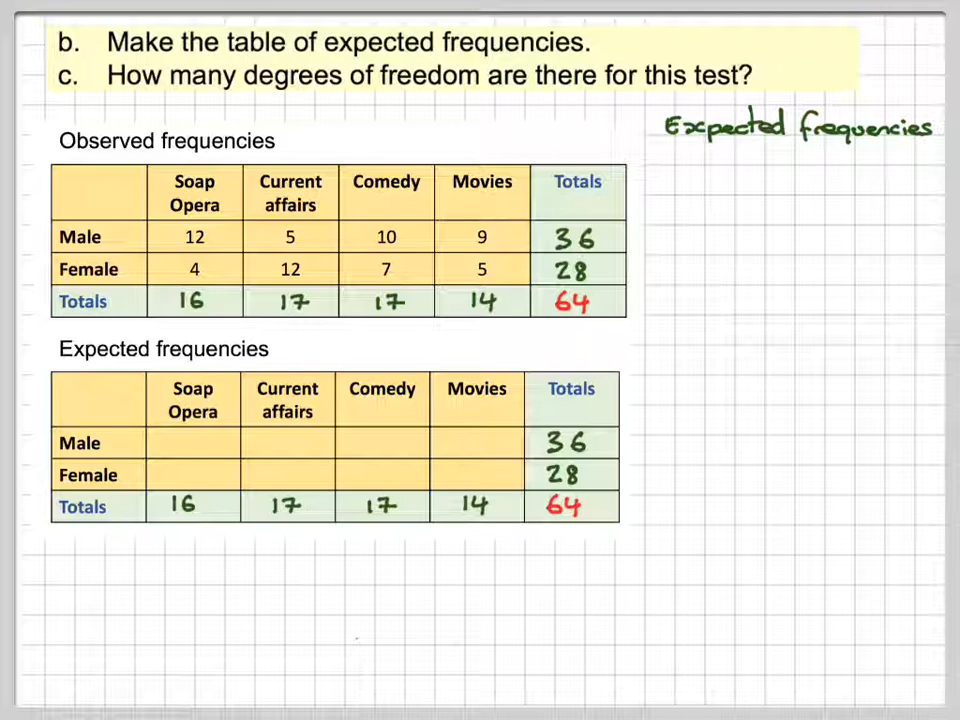 b. Make the table of expected frequencies.
c. How many degrees of freedom are there for this test?
Expected frequencies
Observed frequencies
Soap Opera Current affairs Comedy Movies Totals
Male 12 5 10 9 36
Female 4 12 7 5 28
Totals 16 17 17 14 64
Expected frequencies
Soap Opera Current affairs Comedy Movies Totals
Male 36
Female 28
Totals 16 17 17 14 64